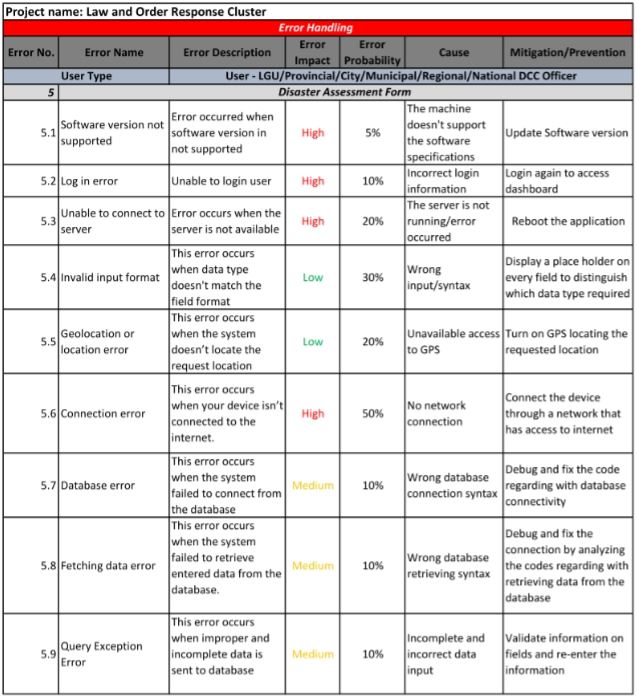 Project name: Law and Order Response Cluster
Error Handling
Error No.
Error Name
Error Description
Error
Impact
Error
Probability
Cause
Mitigation/Prevention
User Type
User - LGU/Provincial/City/Municipal/Regional/National DCC Officer
5
Disaster Assessment Form
5.1
Software version not
supported
Error occurred when
software version in
not supported
High
5%
The machine
doesn't support
the software
specifications
Update Software version
5.2
Log in error
Unable to login user
High
10%
Incorrect login
information
Login again to access
dashboard
5.3
Unable to connect to
server
Error occurs when the
server is not available
High
20%
The server is not
running/error
occurred
Reboot the application
5.4
Invalid input format
This error occurs
when data type
doesn't match the
field format
Low
30%
Wrong
input/syntax
Display a place holder on
every field to distinguish
which data type required
5.5
Geolocation or
location error
This error occurs
when the system
doesn't locate the
request location
Low
20%
Unavailable access
to GPS
Turn on GPS locating the
requested location
5.6
Connection error
This error occurs
when your device isn't
connected to the
internet.
High
50%
No network
connection
Connect the device
through a network that
has access to internet
5.7
Database error
This error occurs
when the system
failed to connect from
the database
Medium
10%
Wrong database
connection syntax
Debug and fix the code
regarding with database
connectivity
5.8
Fetching data error
This error occurs
when the system
failed to retrieve
entered data from the
database.
Medium
10%
Wrong database
retrieving syntax
Debug and fix the
connection by analyzing
the codes regarding with
retrieving data from the
database
5.9
Query Exception
Error
This error occurs
when improper and
incomplete data is
sent to database
Medium
10%
Incomplete and
incorrect data
input
Validate information on
fields and re-enter the
information